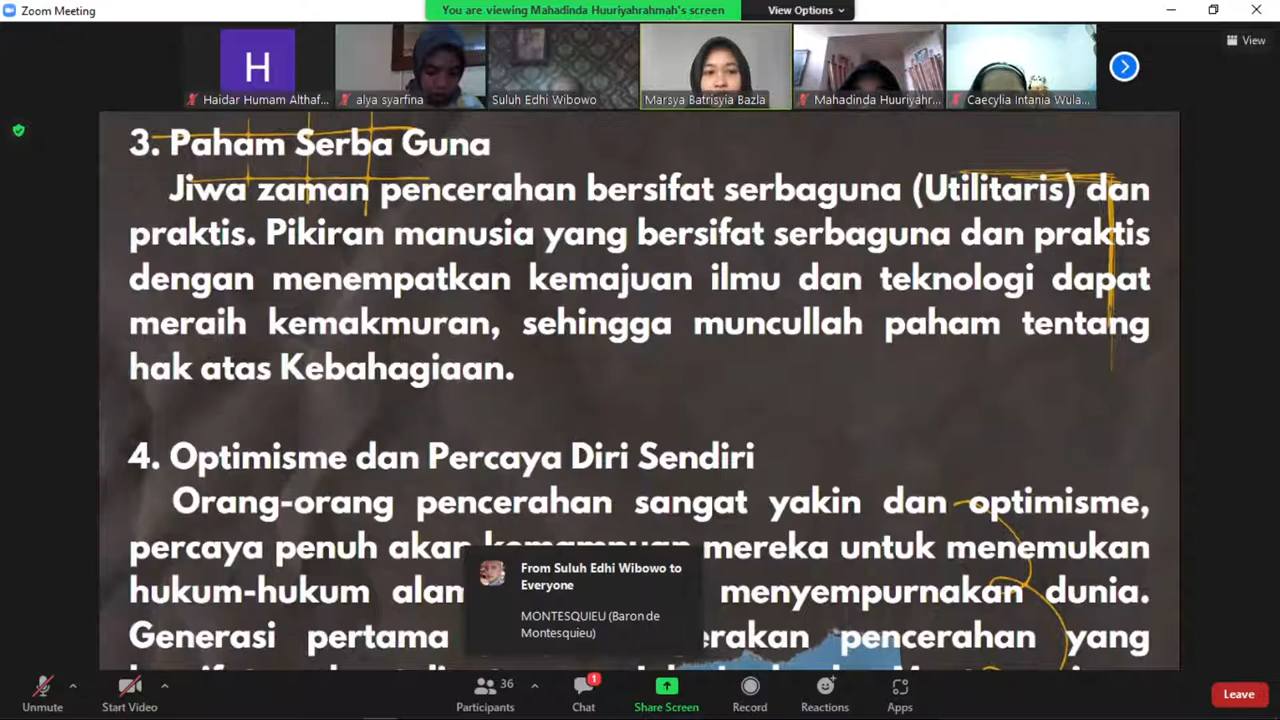 Zoom Meeting
You are viewing Mahadinda Huuriyahrahmah's screen
View Options
View
H
Haidar Humam Althaf...
alya syarfina
Suluh Edhi Wibowo
Marsya Batrisyia Bazla
Mahadinda Huuriyahr...
Caecylia Intania Wula...
3. Paham Serba Guna
Jiwa zaman pencerahan bersifat serbaguna (Utilitaris) dan
praktis. Pikiran manusia yang bersifat serbaguna dan praktis
dengan menempatkan kemajuan ilmu dan teknologi dapat
meraih kemakmuran, sehingga muncullah paham tentang
hak atas Kebahagiaan.
4. Optimisme dan Percaya Diri Sendiri
Orang-orang pencerahan sangat yakin dan optimisme,
percaya penuh akan kemampuan mereka untuk menemukan
hukum-hukum alam menyempurnakan dunia.
Generasi pertama erakan pencerahan yang
From Suluh Edhi Wibowo to
Everyone
MONTESQUIEU (Baron de
Montesquieu)
Unmute
Start Video
36
Participants
1
Chat
Share Screen
Record
Reactions
Apps
Leave